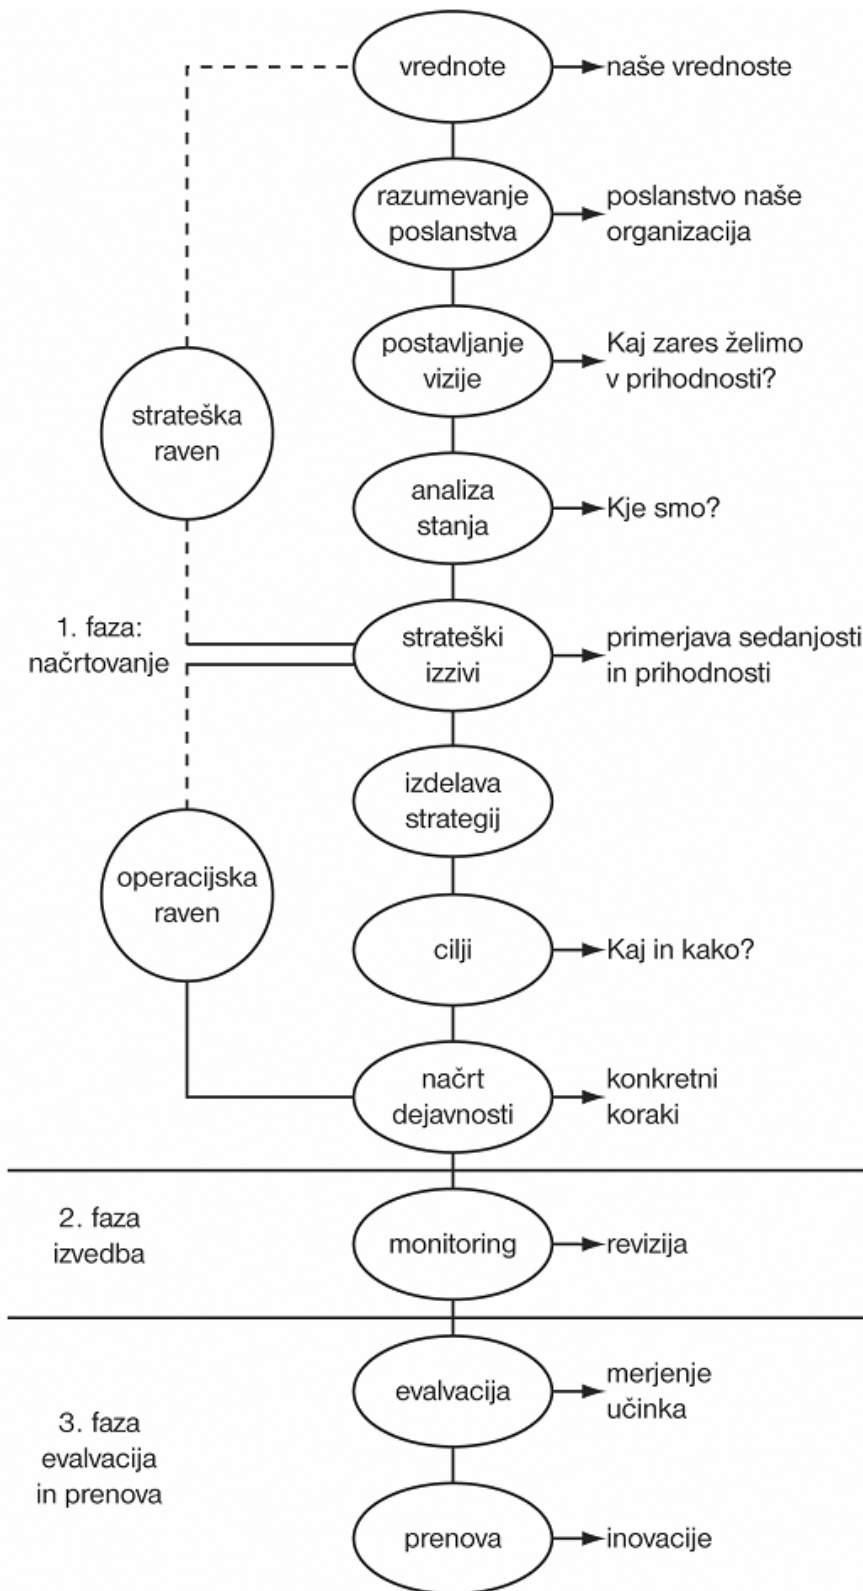 vrednote
naše vrednoste
razumevanje
poslanstva
poslanstvo naše
organizacija
postavljanje
vizije
Kaj zares želimo
v prihodnosti?
strateška
raven
analiza
stanja
Kje smo?
1. faza:
načrtovanje
strateški
izzivi
primerjava sedanjosti
in prihodnosti
izdelava
strategij
operacijska
raven
cilji
Kaj in kako?
načrt
dejavnosti
konkretni
koraki
2. faza
izvedba
monitoring
revizija
3. faza
evalvacija
in prenova
evalvacija
merjenje
učinka
prenova
inovacije